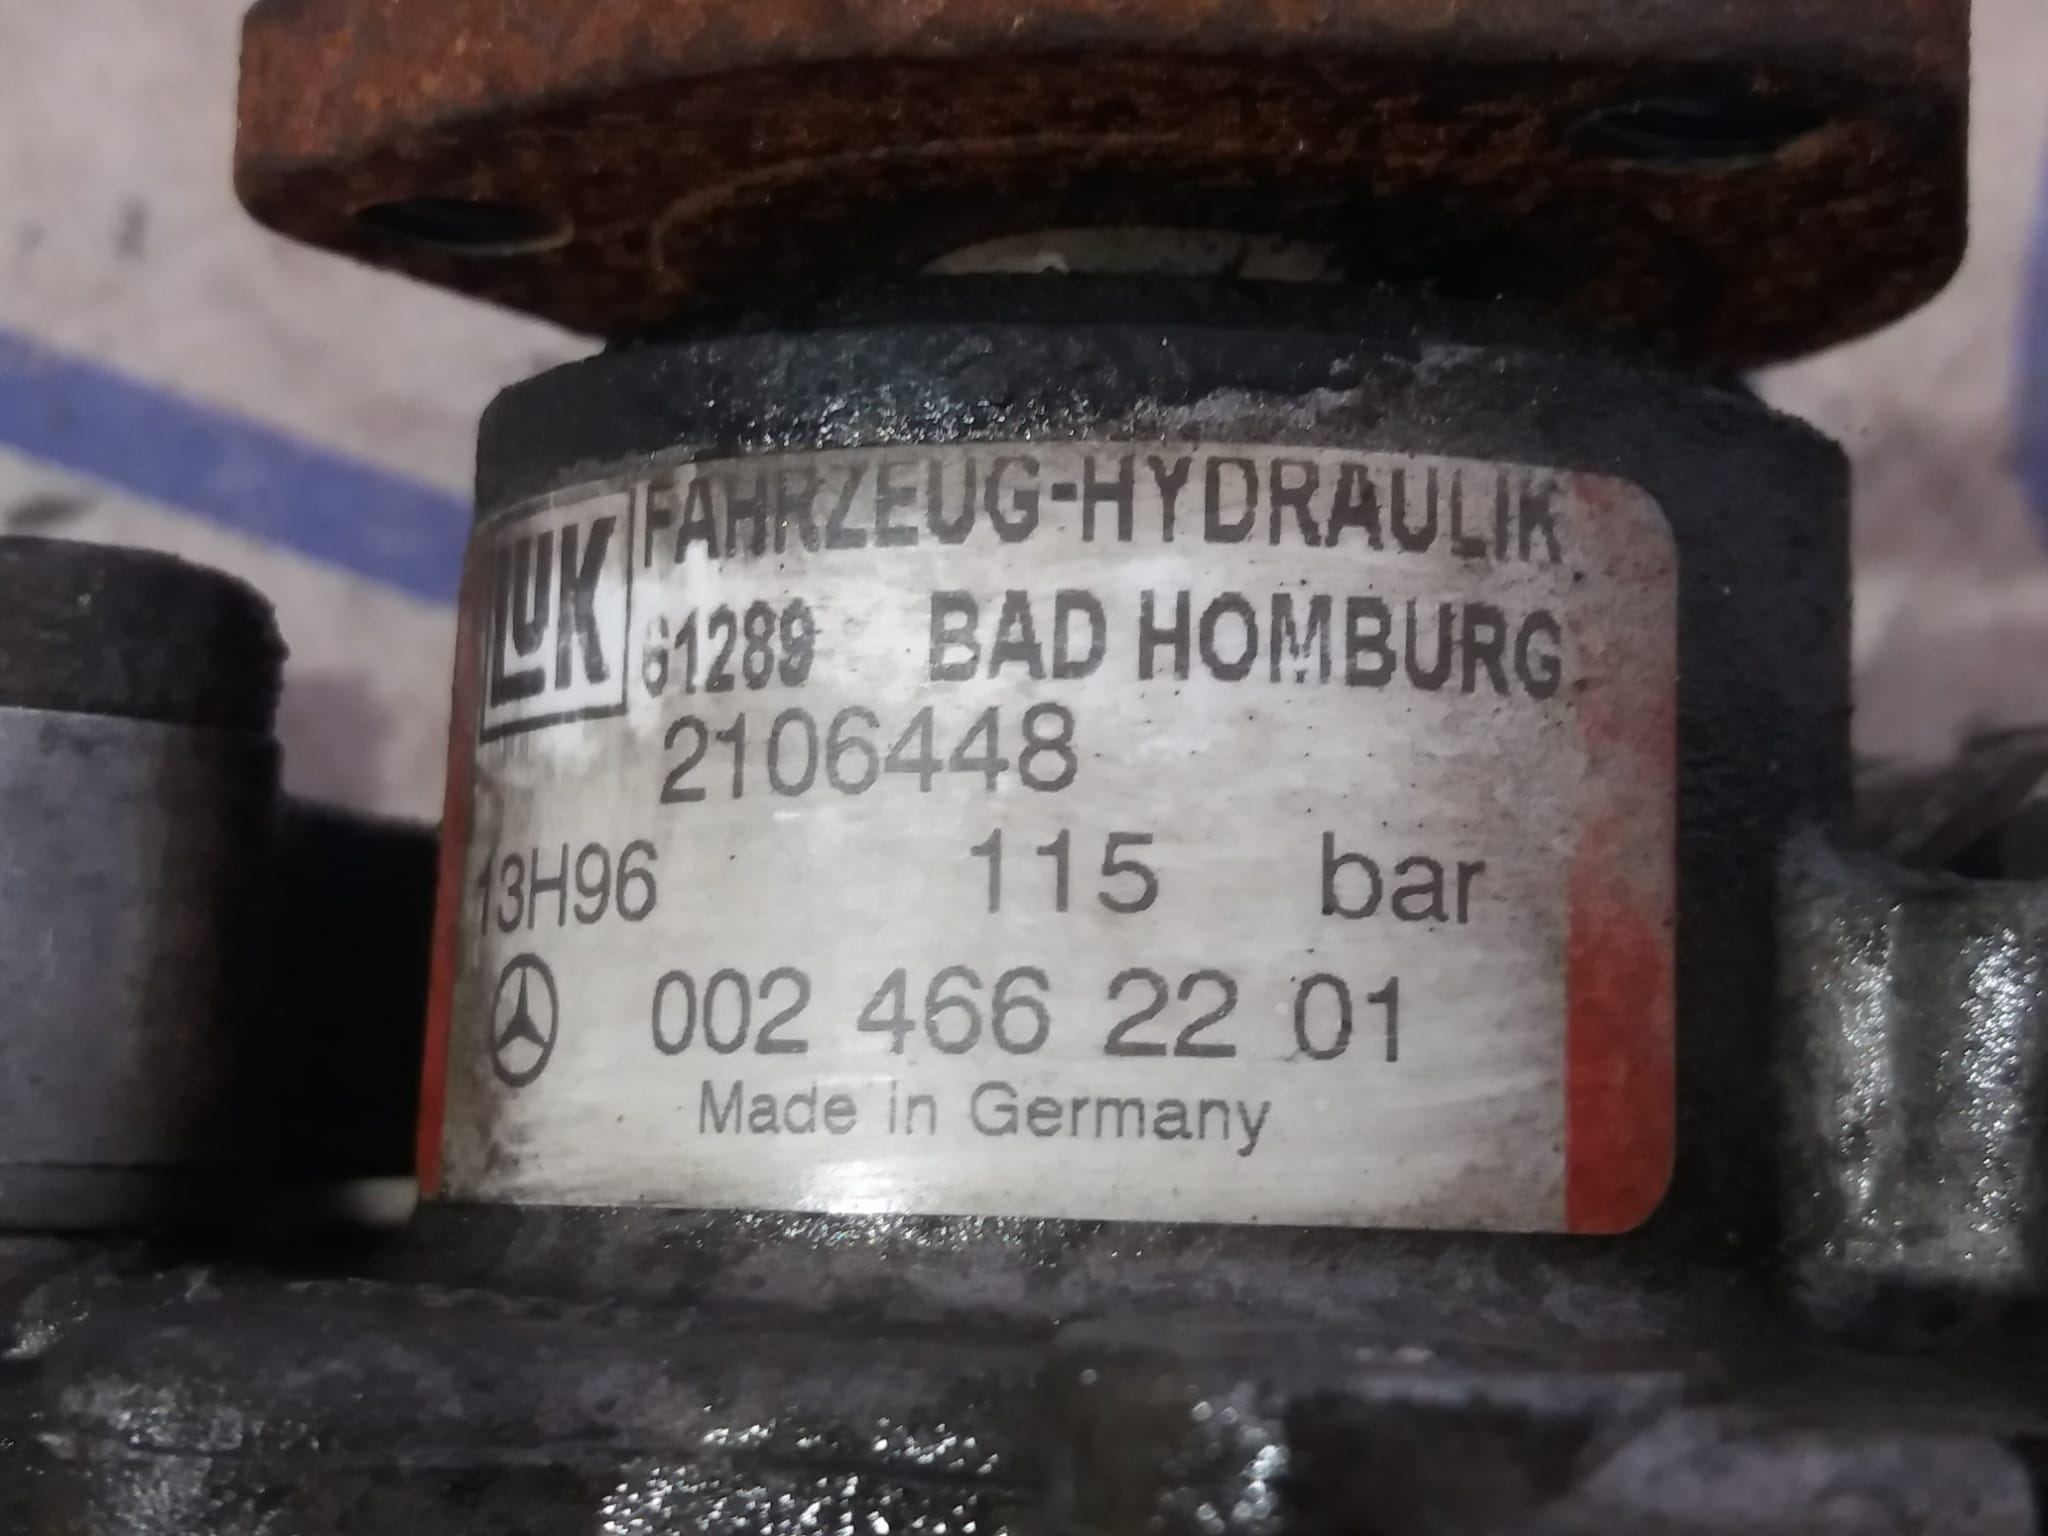 LUK FAHRZEUG-HYDRAULIK
61289 BAD HOMBURG
2106448
13H96 115 bar
002 466 22 01
Made in Germany